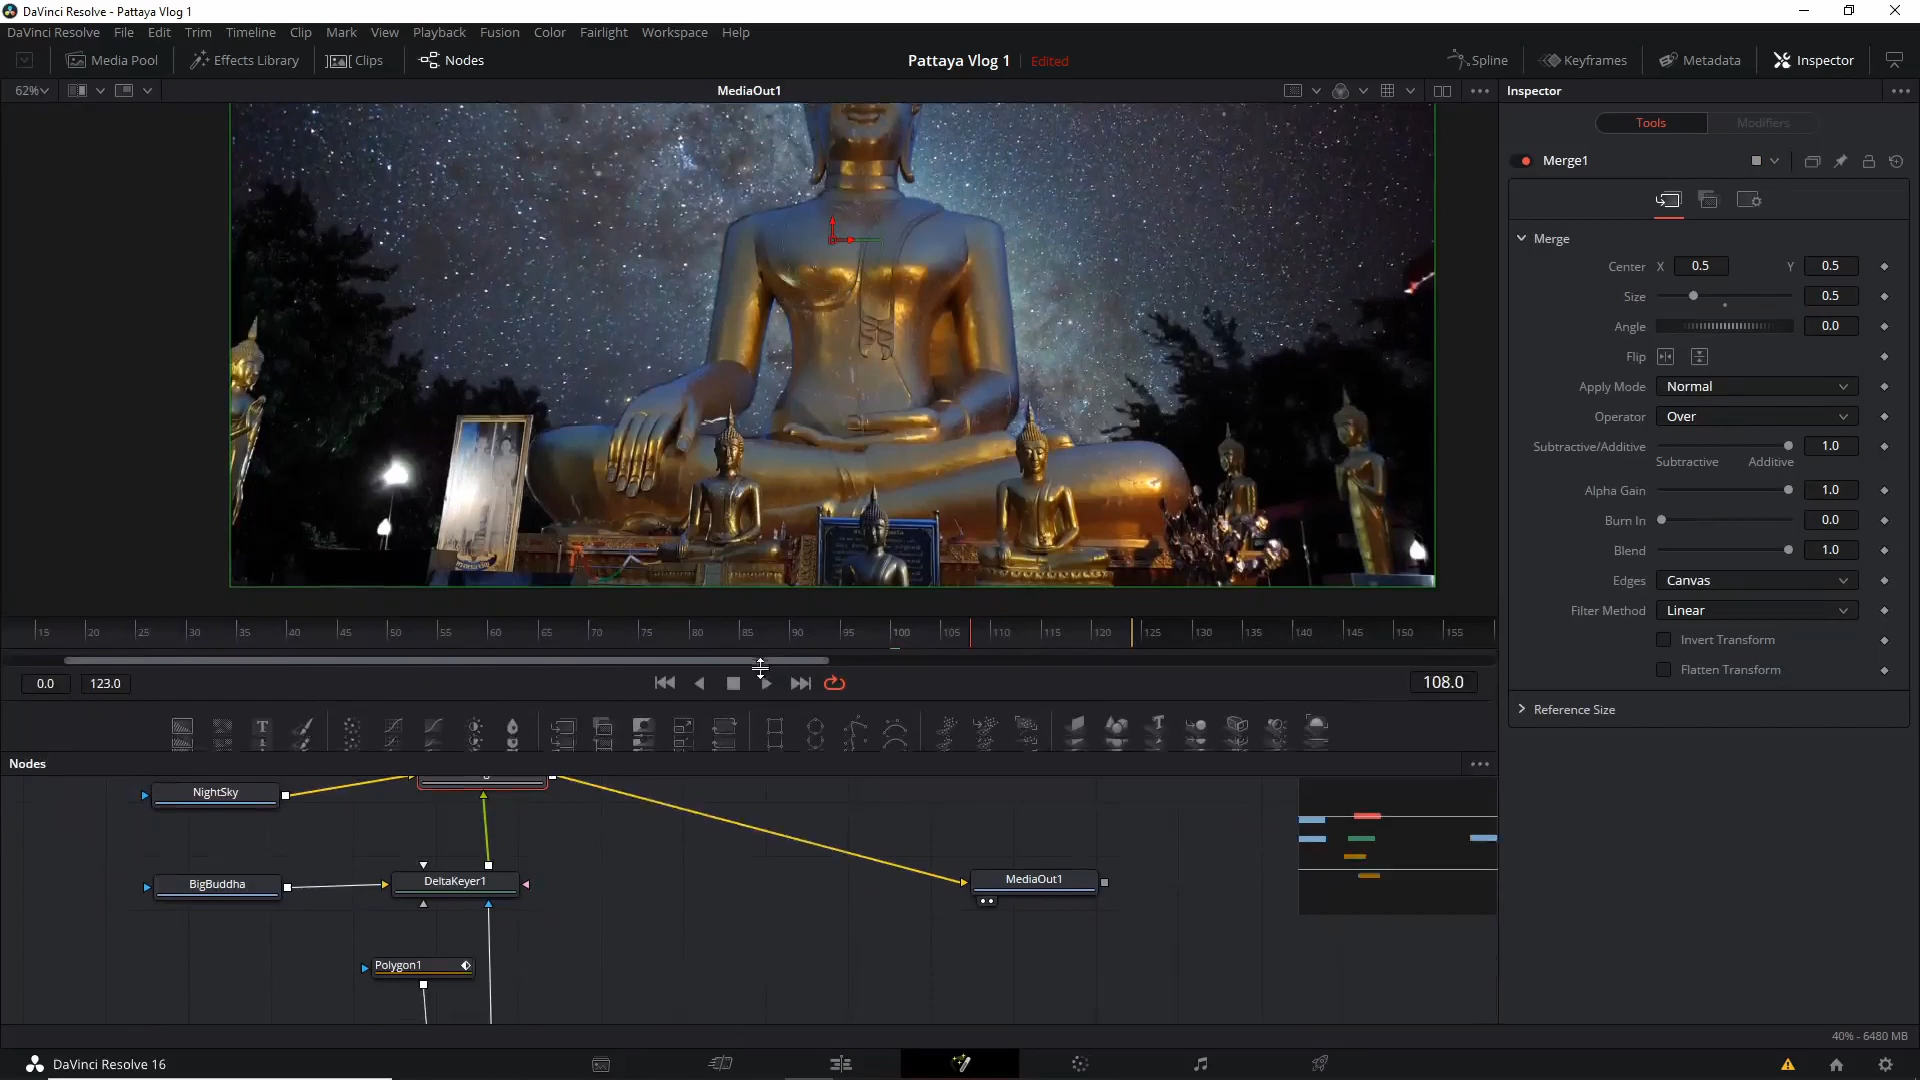 DaVinci Resolve - Pattaya Vlog 1
DaVinci Resolve File Edit Trim Timeline Clip Mark View Playback Fusion Color Fairlight Workspace Help
Media Pool Effects Library Clips Nodes Pattaya Vlog 1 Edited Spline Keyframes Metadata Inspector
62% MediaOut1 Inspector
Tools Modifiers
Merge1
Merge
Center X 0.5 Y 0.5
Size 0.5
Angle 0.0
Flip
Apply Mode Normal
Operator Over
Subtractive/Additive 1.0
Subtractive Additive
Alpha Gain 1.0
Burn In 0.0
Blend 1.0
Edges Canvas
Filter Method Linear
Invert Transform
Flatten Transform
Reference Size
15 20 25 30 35 40 45 50 55 60 65 70 75 80 85 90 95 100 105 110 115 120 125 130 135 140 145 150 155
0.0 123.0 108.0
Nodes
NightSky
BigBuddha
DeltaKeyer1
MediaOut1
Polygon1
40% - 6480 MB
DaVinci Resolve 16